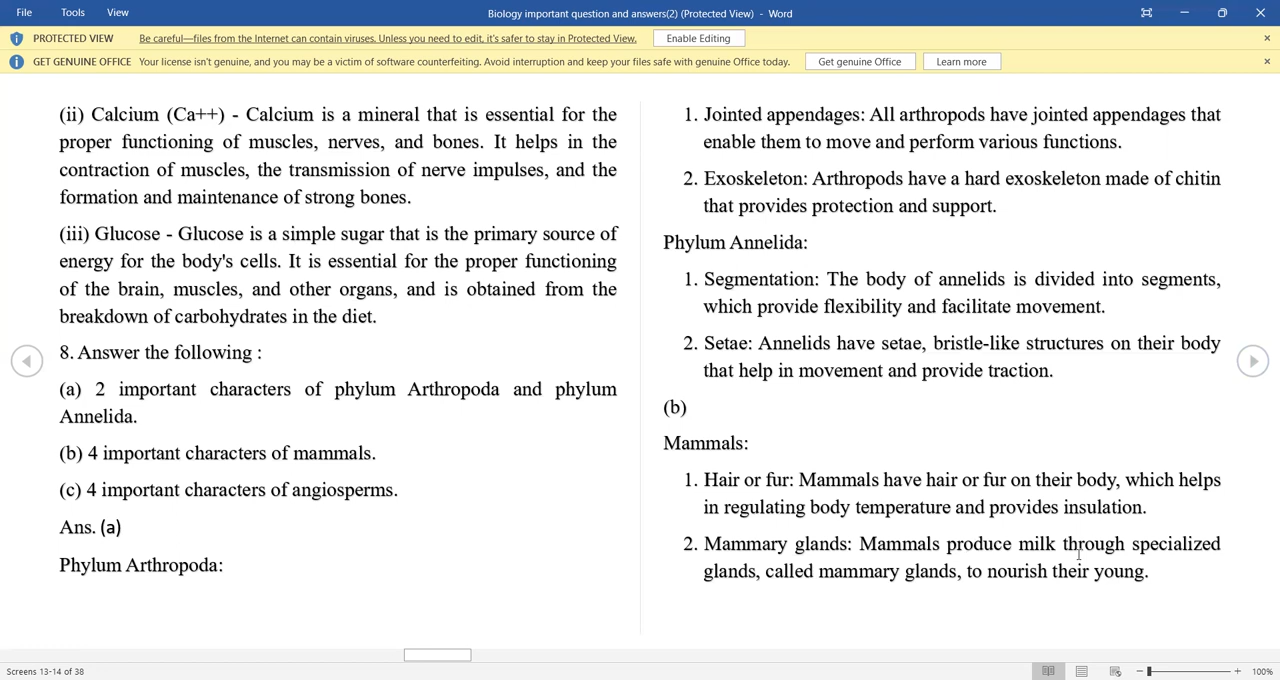 File Tools View Biology important question and answers(2) (Protected View) - Word
PROTECTED VIEW Be careful—files from the Internet can contain viruses. Unless you need to edit, it's safer to stay in Protected View. Enable Editing
GET GENUINE OFFICE Your license isn't genuine, and you may be a victim of software counterfeiting. Avoid interruption and keep your files safe with genuine Office today. Get genuine Office Learn more
(ii) Calcium (Ca++) - Calcium is a mineral that is essential for the
proper functioning of muscles, nerves, and bones. It helps in the
contraction of muscles, the transmission of nerve impulses, and the
formation and maintenance of strong bones.
(iii) Glucose - Glucose is a simple sugar that is the primary source of
energy for the body's cells. It is essential for the proper functioning
of the brain, muscles, and other organs, and is obtained from the
breakdown of carbohydrates in the diet.
8. Answer the following :
(a) 2 important characters of phylum Arthropoda and phylum
Annelida.
(b) 4 important characters of mammals.
(c) 4 important characters of angiosperms.
Ans. (a)
Phylum Arthropoda:
1. Jointed appendages: All arthropods have jointed appendages that
enable them to move and perform various functions.
2. Exoskeleton: Arthropods have a hard exoskeleton made of chitin
that provides protection and support.
Phylum Annelida:
1. Segmentation: The body of annelids is divided into segments,
which provide flexibility and facilitate movement.
2. Setae: Annelids have setae, bristle-like structures on their body
that help in movement and provide traction.
(b)
Mammals:
1. Hair or fur: Mammals have hair or fur on their body, which helps
in regulating body temperature and provides insulation.
2. Mammary glands: Mammals produce milk through specialized
glands, called mammary glands, to nourish their young.
Screens 13-14 of 38 100%